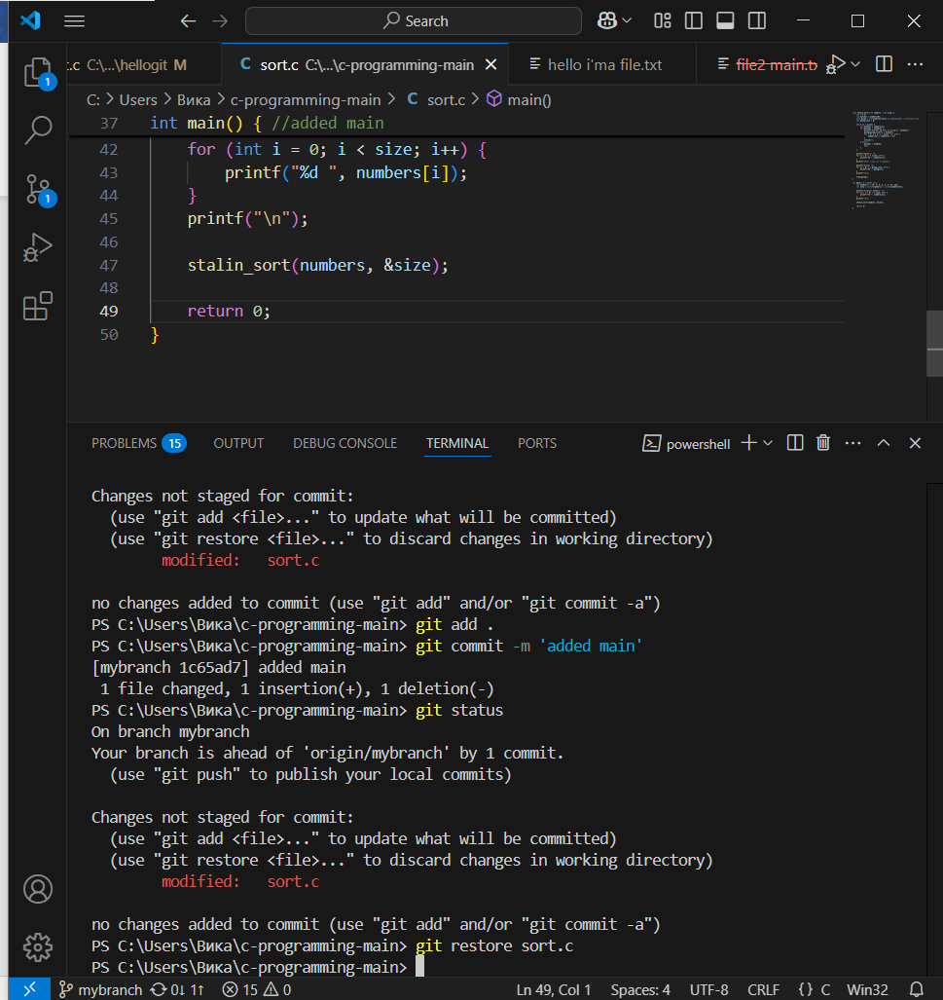 Search
.c C:\...\hellogit M
C sort.c C:\...\c-programming-main
hello i'ma file.txt
file2 main.t
C: > Users > Вика > c-programming-main > C sort.c > main()
37 int main() { //added main
42 for (int i = 0; i < size; i++) {
43 printf("%d ", numbers[i]);
44 }
45 printf("\n");
46
47 stalin_sort(numbers, &size);
48
49 return 0;
50 }
PROBLEMS 15 OUTPUT DEBUG CONSOLE TERMINAL PORTS powershell
1
1
Changes not staged for commit:
(use "git add <file>..." to update what will be committed)
(use "git restore <file>..." to discard changes in working directory)
modified: sort.c
no changes added to commit (use "git add" and/or "git commit -a")
PS C:\Users\Вика\c-programming-main> git add .
PS C:\Users\Вика\c-programming-main> git commit -m 'added main'
[mybranch 1c65ad7] added main
1 file changed, 1 insertion(+), 1 deletion(-)
PS C:\Users\Вика\c-programming-main> git status
On branch mybranch
Your branch is ahead of 'origin/mybranch' by 1 commit.
(use "git push" to publish your local commits)
Changes not staged for commit:
(use "git add <file>..." to update what will be committed)
(use "git restore <file>..." to discard changes in working directory)
modified: sort.c
no changes added to commit (use "git add" and/or "git commit -a")
PS C:\Users\Вика\c-programming-main> git restore sort.c
PS C:\Users\Вика\c-programming-main>
mybranch 0↓ 1↑ 15 0 Ln 49, Col 1 Spaces: 4 UTF-8 CRLF {} C Win32